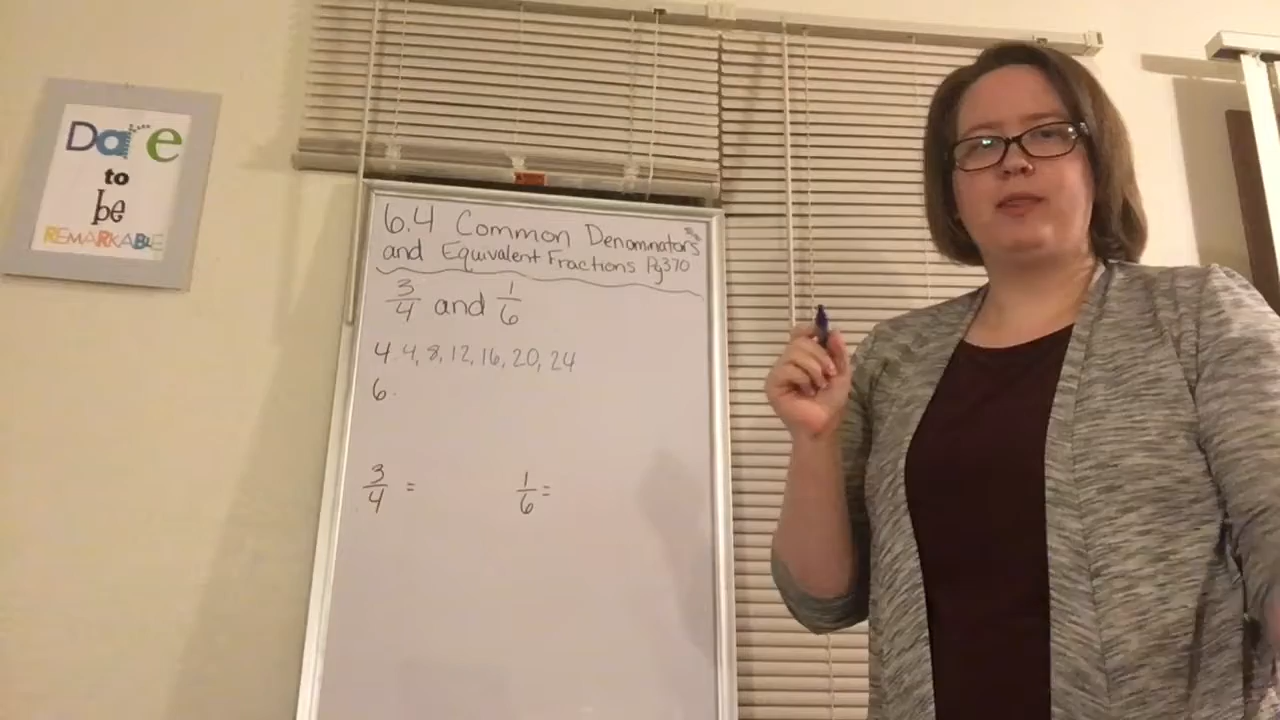 Dare
to
be
REMARKABLE
6.4 Common Denominators
and Equivalent Fractions Pg370
3/4 and 1/6
4. 4, 8, 12, 16, 20, 24
6.
3/4 = 1/6 =